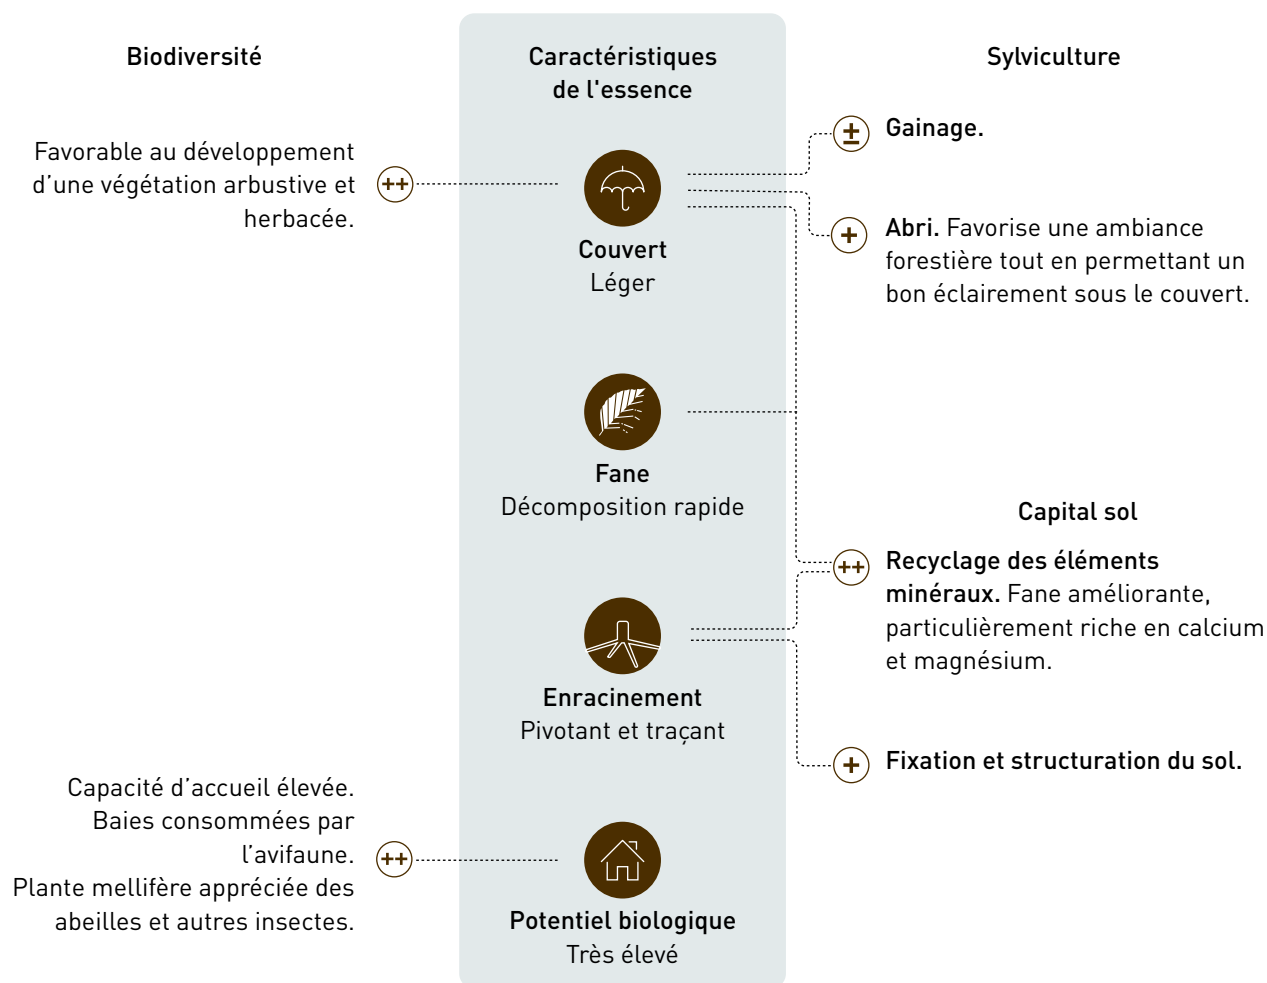 Biodiversité
Favorable au développement
d’une végétation arbustive et
herbacée.
++
Capacité d’accueil élevée.
Baies consommées par
l’avifaune.
Plante mellifère appréciée des
abeilles et autres insectes.
++
Caractéristiques
de l'essence
Couvert
Léger
Fane
Décomposition rapide
Enracinement
Pivotant et traçant
Potentiel biologique
Très élevé
Sylviculture
±
Gainage.
+
Abri. Favorise une ambiance
forestière tout en permettant un
bon éclairement sous le couvert.
Capital sol
++
Recyclage des éléments
minéraux. Fane améliorante,
particulièrement riche en calcium
et magnésium.
+
Fixation et structuration du sol.